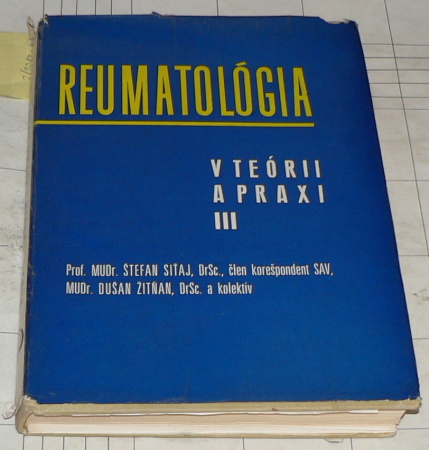 REUMATOLÓGIA
V TEÓRII
A PRAXI
III
Prof. MUDr. ŠTEFAN SIŤAJ, DrSc., člen korešpondent SAV,
MUDr. DUŠAN ŽITŇAN, DrSc. a kolektív